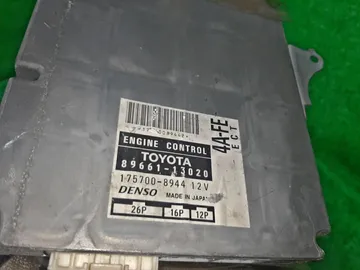 ENGINE CONTROL
TOYOTA
89661-13020
175700-8944 12V
DENSO MADE IN JAPAN
26P 16P 12P
4A-FE
ECT